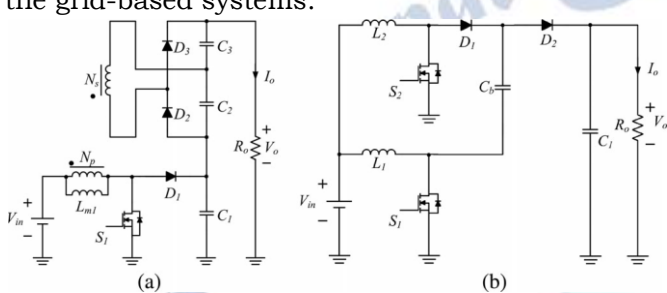 the grid-based systems.
D3
C3
Ns
Io
D2
C2
Np
Ro
+
Vo
−
D1
Lm1
+
Vin
−
S1
C1
(a)
L2
D1
D2
Io
S2
Cb
L1
Ro
+
Vo
−
C1
+
Vin
−
S1
(b)